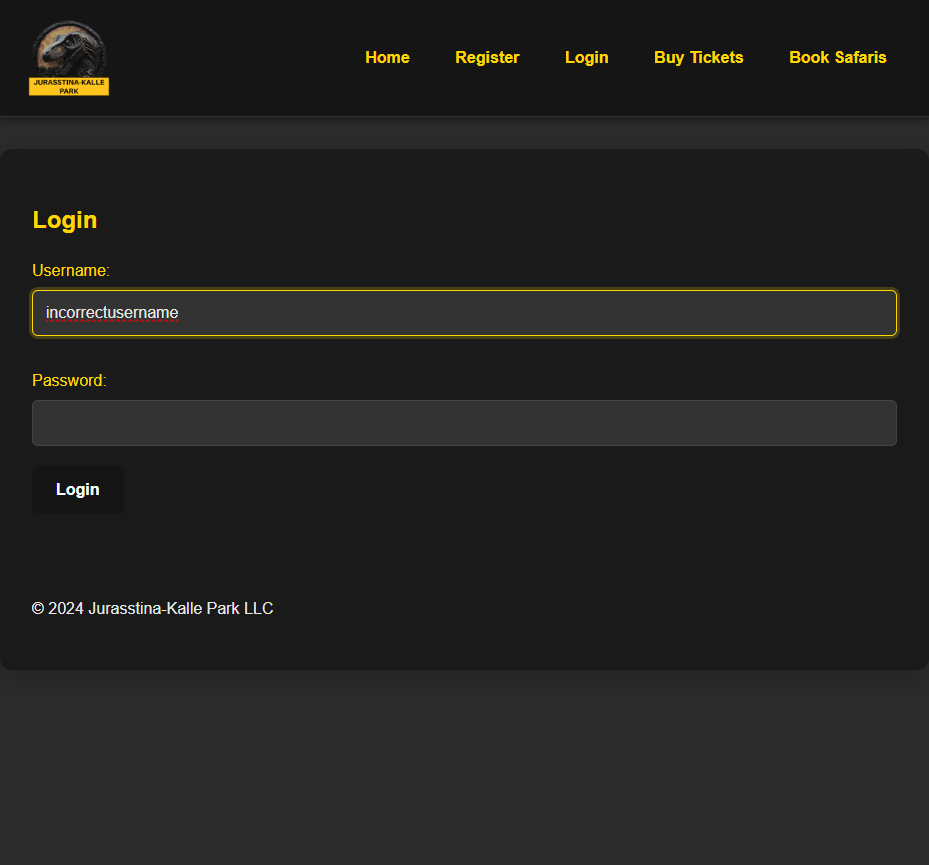 JURASSTINA-KALLE
PARK
Home Register Login Buy Tickets Book Safaris
Login
Username:
incorrectusername
Password:
Login
© 2024 Jurasstina-Kalle Park LLC